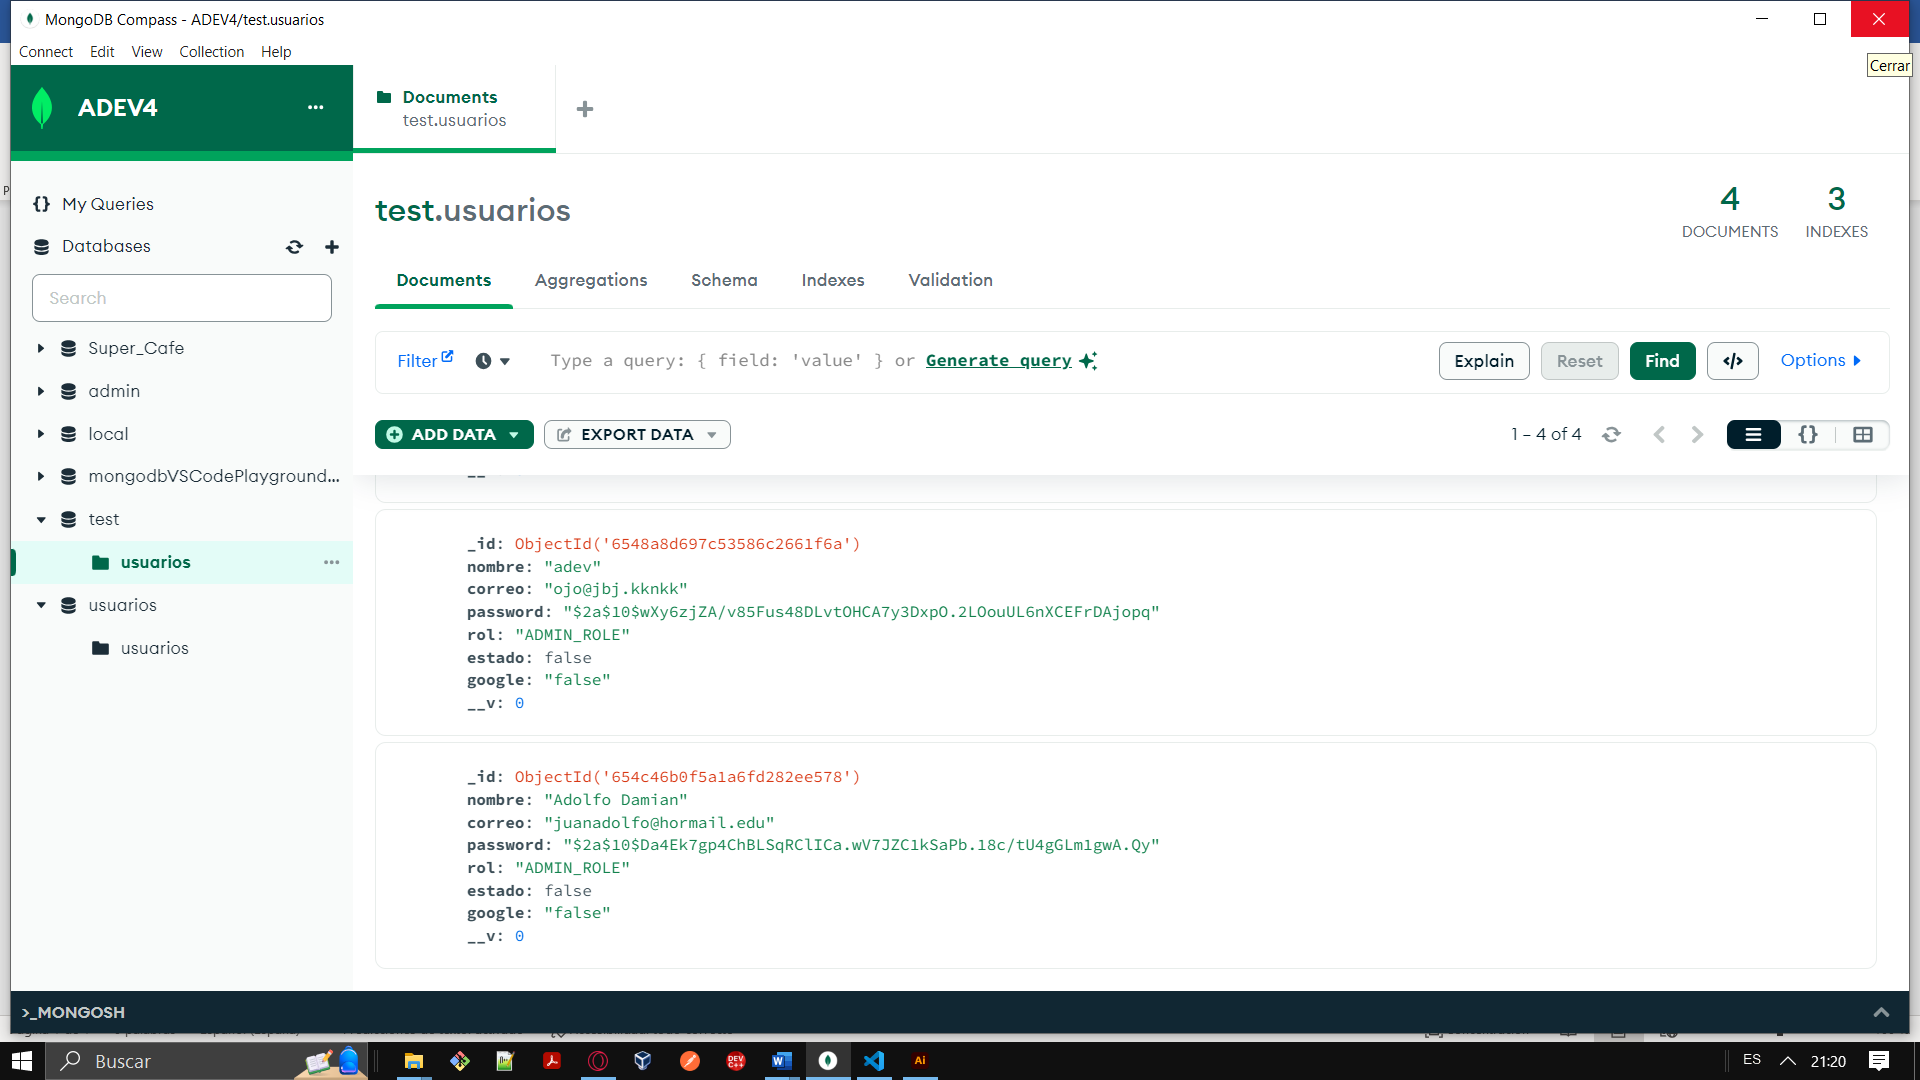 MongoDB Compass - ADEV4/test.usuarios
Connect Edit View Collection Help
Cerrar
ADEV4
Documents
test.usuarios
My Queries
Databases
Search
Super_Cafe
admin
local
mongodbVSCodePlayground...
test
usuarios
usuarios
usuarios
test.usuarios
4
DOCUMENTS
3
INDEXES
Documents Aggregations Schema Indexes Validation
Filter
Type a query: { field: 'value' } or Generate query
Explain Reset Find </> Options
ADD DATA EXPORT DATA
1 – 4 of 4
_id: ObjectId('6548a8d697c53586c2661f6a')
nombre: "adev"
correo: "ojo@jbj.kknkk"
password: "$2a$10$wXy6zjZA/v85Fus48DLvtOHCA7y3DxpO.2LOouUL6nXCEFrDAjopq"
rol: "ADMIN_ROLE"
estado: false
google: "false"
__v: 0
_id: ObjectId('654c46b0f5a1a6fd282ee578')
nombre: "Adolfo Damian"
correo: "juanadolfo@hormail.edu"
password: "$2a$10$Da4Ek7gp4ChBLSqRClICa.wV7JZC1kSaPb.18c/tU4gGLm1gwA.Qy"
rol: "ADMIN_ROLE"
estado: false
google: "false"
__v: 0
>_MONGOSH
Buscar
DEV C++
Ai
ES
21:20